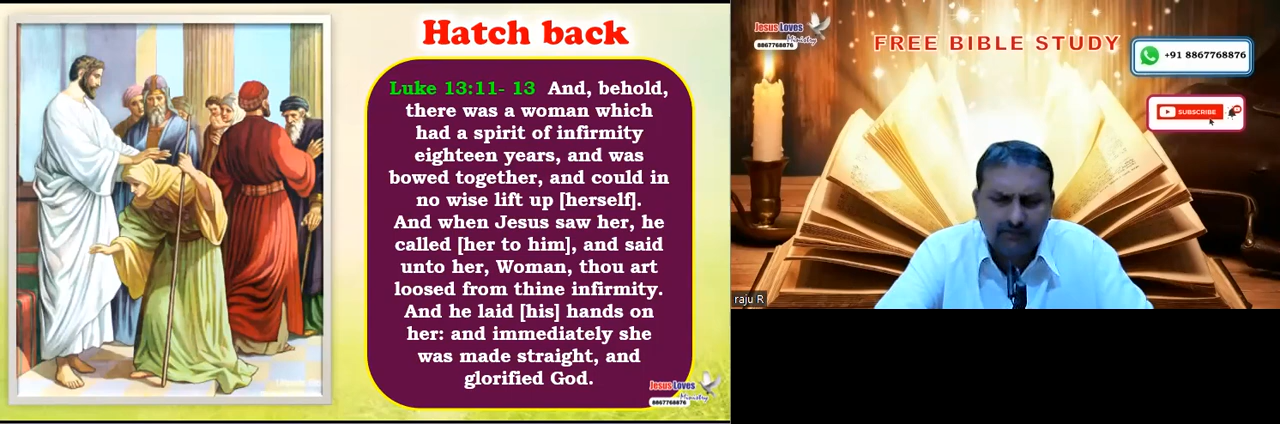 Hatch back
Luke 13:11- 13 And, behold,
there was a woman which
had a spirit of infirmity
eighteen years, and was
bowed together, and could in
no wise lift up [herself].
And when Jesus saw her, he
called [her to him], and said
unto her, Woman, thou art
loosed from thine infirmity.
And he laid [his] hands on
her: and immediately she
was made straight, and
glorified God.
Jesus Loves
Ministry
8867768876
Jesus Loves
Ministry
8867768876
FREE BIBLE STUDY
+91 8867768876
SUBSCRIBE
raju R